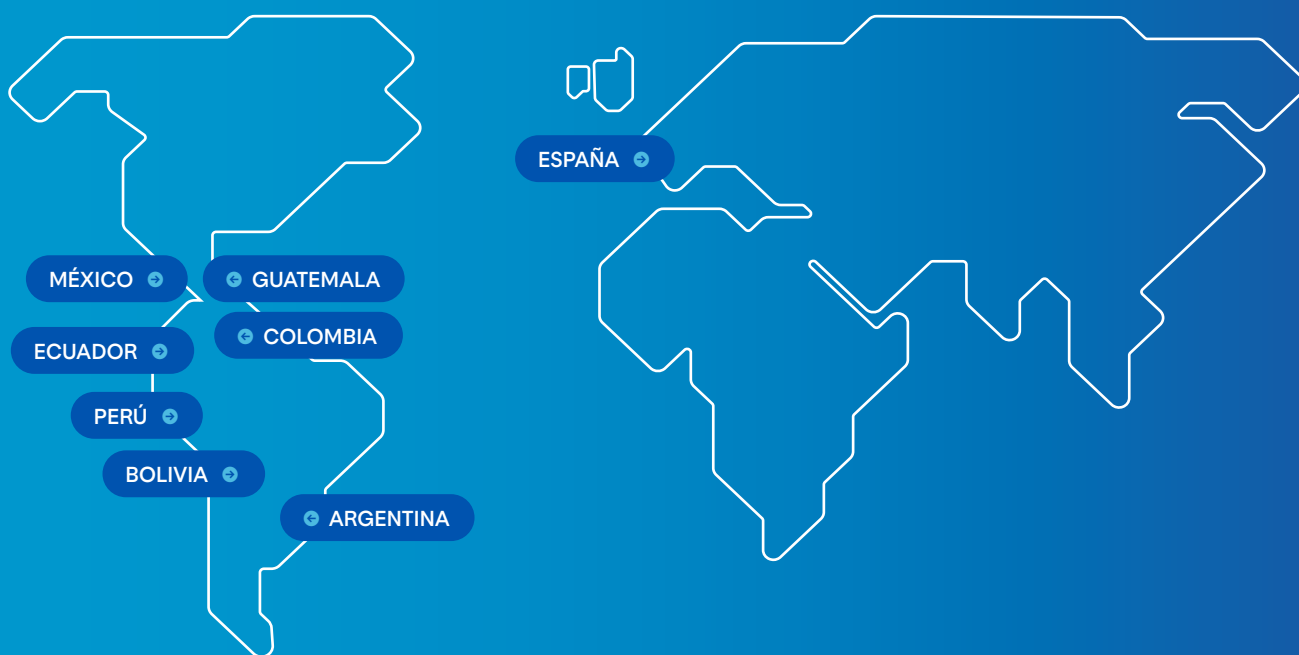 ESPAÑA
MÉXICO
GUATEMALA
COLOMBIA
ECUADOR
PERÚ
BOLIVIA
ARGENTINA